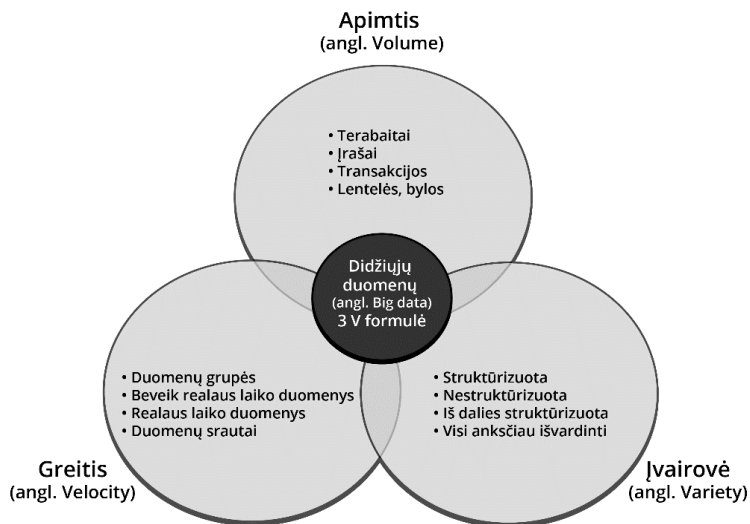 Apimtis
(angl. Volume)
• Terabaitai
• Įrašai
• Transakcijos
• Lentelės, bylos
Didžiųjų
duomenų
(angl. Big data)
3 V formulė
• Duomenų grupės
• Beveik realaus laiko duomenys
• Realaus laiko duomenys
• Duomenų srautai
Greitis
(angl. Velocity)
• Struktūrizuota
• Nestruktūrizuota
• Iš dalies struktūrizuota
• Visi anksčiau išvardinti
Įvairovė
(angl. Variety)